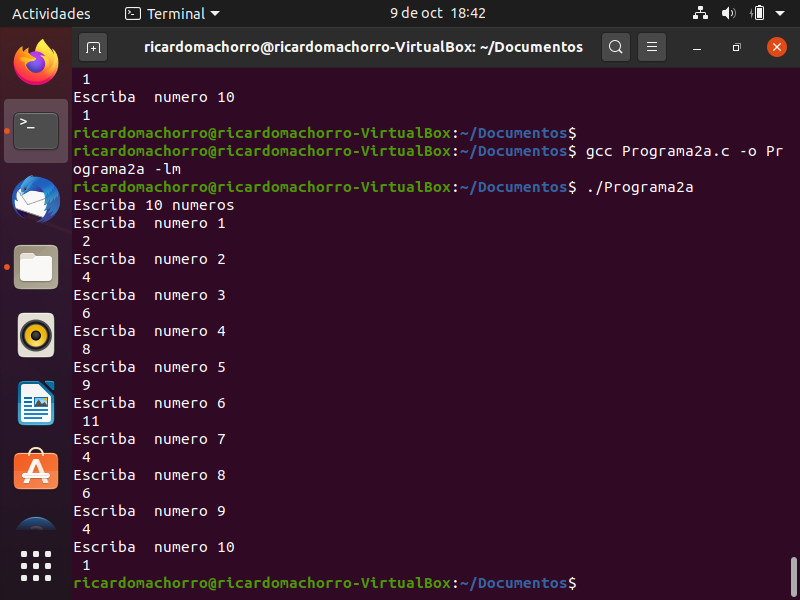 Actividades
Terminal
9 de oct 18:42
ricardomachorro@ricardomachorro-VirtualBox: ~/Documentos
1
Escriba  numero 10
1
ricardomachorro@ricardomachorro-VirtualBox:~/Documentos$
ricardomachorro@ricardomachorro-VirtualBox:~/Documentos$ gcc Programa2a.c -o Pr
ograma2a -lm
ricardomachorro@ricardomachorro-VirtualBox:~/Documentos$ ./Programa2a
Escriba 10 numeros
Escriba  numero 1
2
Escriba  numero 2
4
Escriba  numero 3
6
Escriba  numero 4
8
Escriba  numero 5
9
Escriba  numero 6
11
Escriba  numero 7
4
Escriba  numero 8
6
Escriba  numero 9
4
Escriba  numero 10
1
ricardomachorro@ricardomachorro-VirtualBox:~/Documentos$